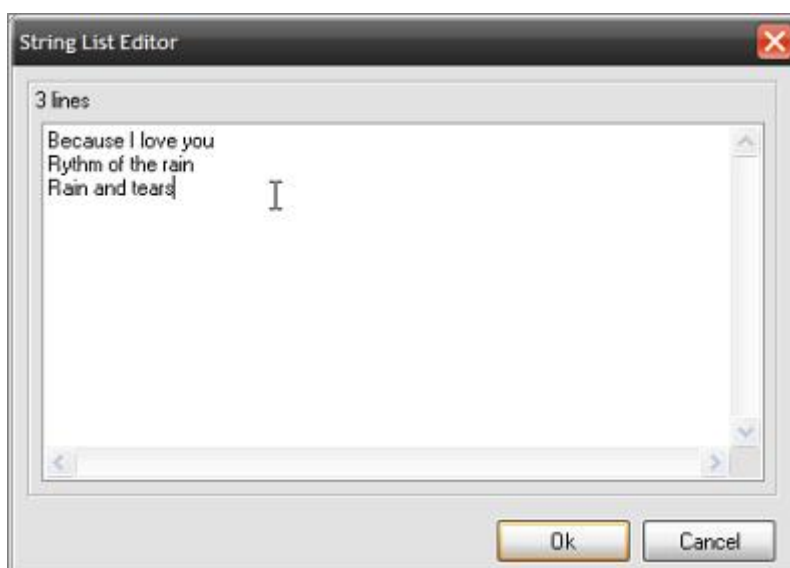 String List Editor
3 lines
Because I love you
Rythm of the rain
Rain and tears
Ok
Cancel